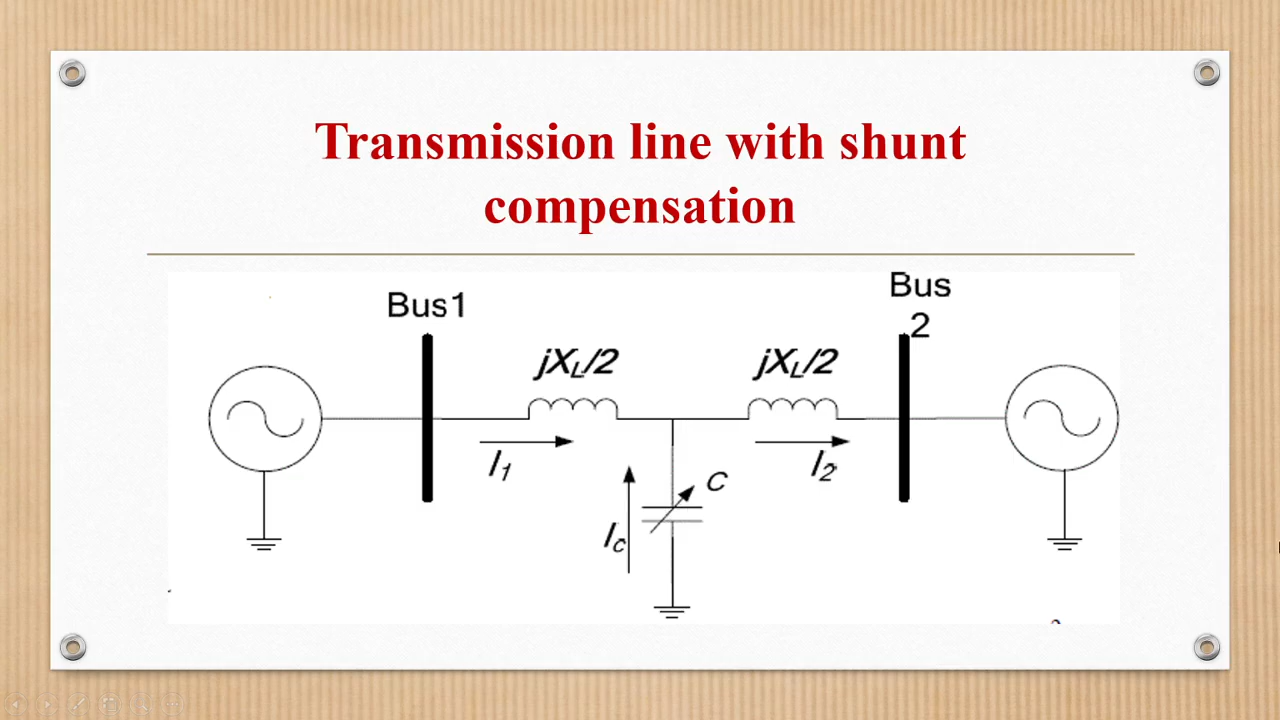 Transmission line with shunt
compensation
Bus1
Bus
2
jXL/2
jXL/2
I1
I2
C
Ic